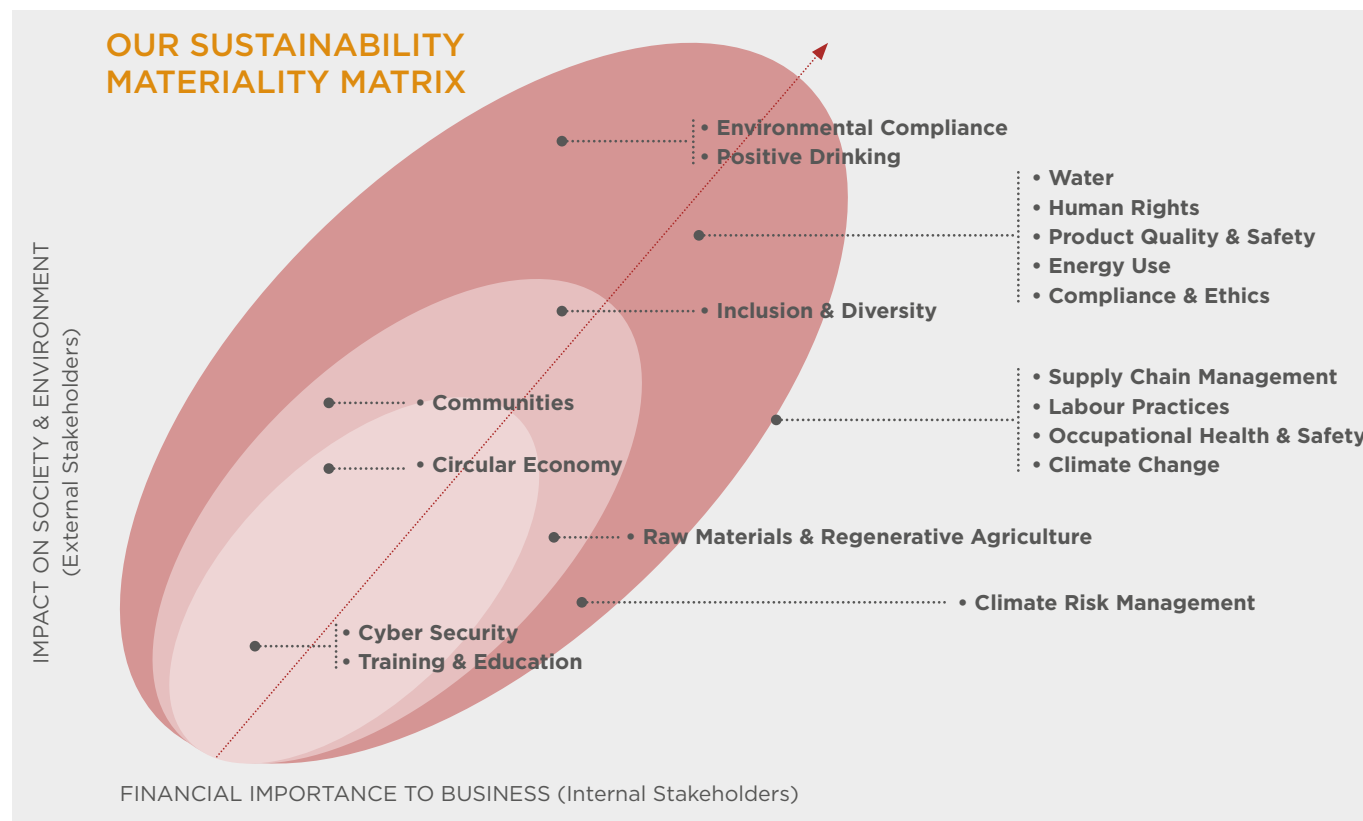 OUR SUSTAINABILITY
MATERIALITY MATRIX
• Environmental Compliance
• Positive Drinking
• Water
• Human Rights
• Product Quality & Safety
• Energy Use
• Compliance & Ethics
• Inclusion & Diversity
• Supply Chain Management
• Labour Practices
• Occupational Health & Safety
• Climate Change
• Communities
• Circular Economy
• Raw Materials & Regenerative Agriculture
• Climate Risk Management
• Cyber Security
• Training & Education
IMPACT ON SOCIETY & ENVIRONMENT
(External Stakeholders)
FINANCIAL IMPORTANCE TO BUSINESS (Internal Stakeholders)